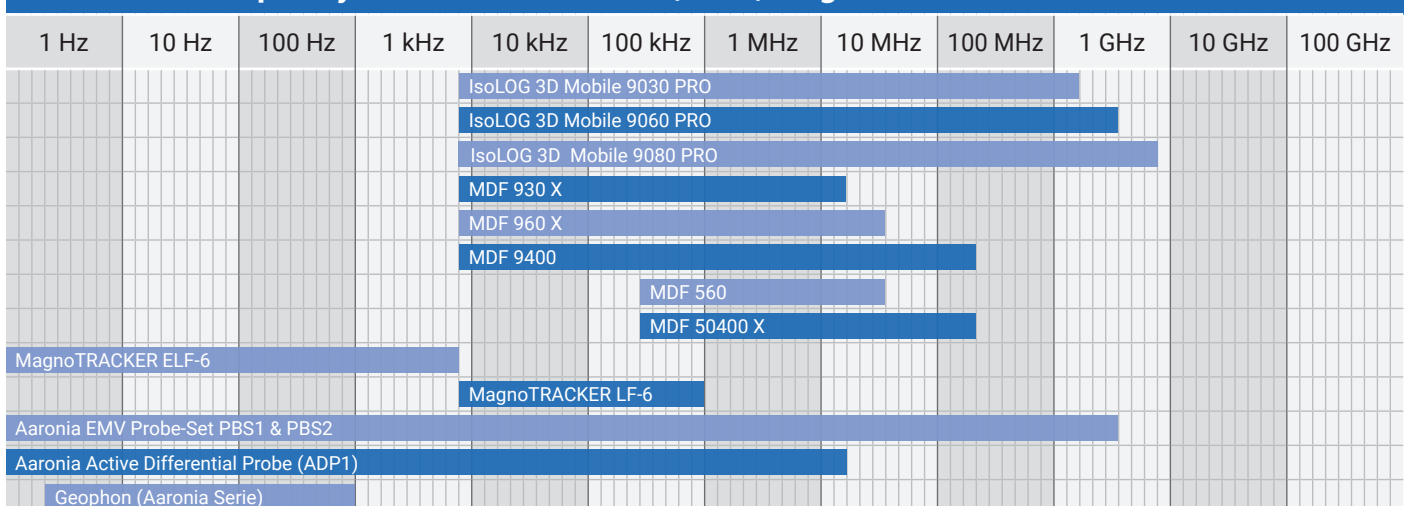 1 Hz 10 Hz 100 Hz 1 kHz 10 kHz 100 kHz 1 MHz 10 MHz 100 MHz 1 GHz 10 GHz 100 GHz
IsoLOG 3D Mobile 9030 PRO
IsoLOG 3D Mobile 9060 PRO
IsoLOG 3D Mobile 9080 PRO
MDF 930 X
MDF 960 X
MDF 9400
MDF 560
MDF 50400 X
MagnoTRACKER ELF-6
MagnoTRACKER LF-6
Aaronia EMV Probe-Set PBS1 & PBS2
Aaronia Active Differential Probe (ADP1)
Geophon (Aaronia Serie)